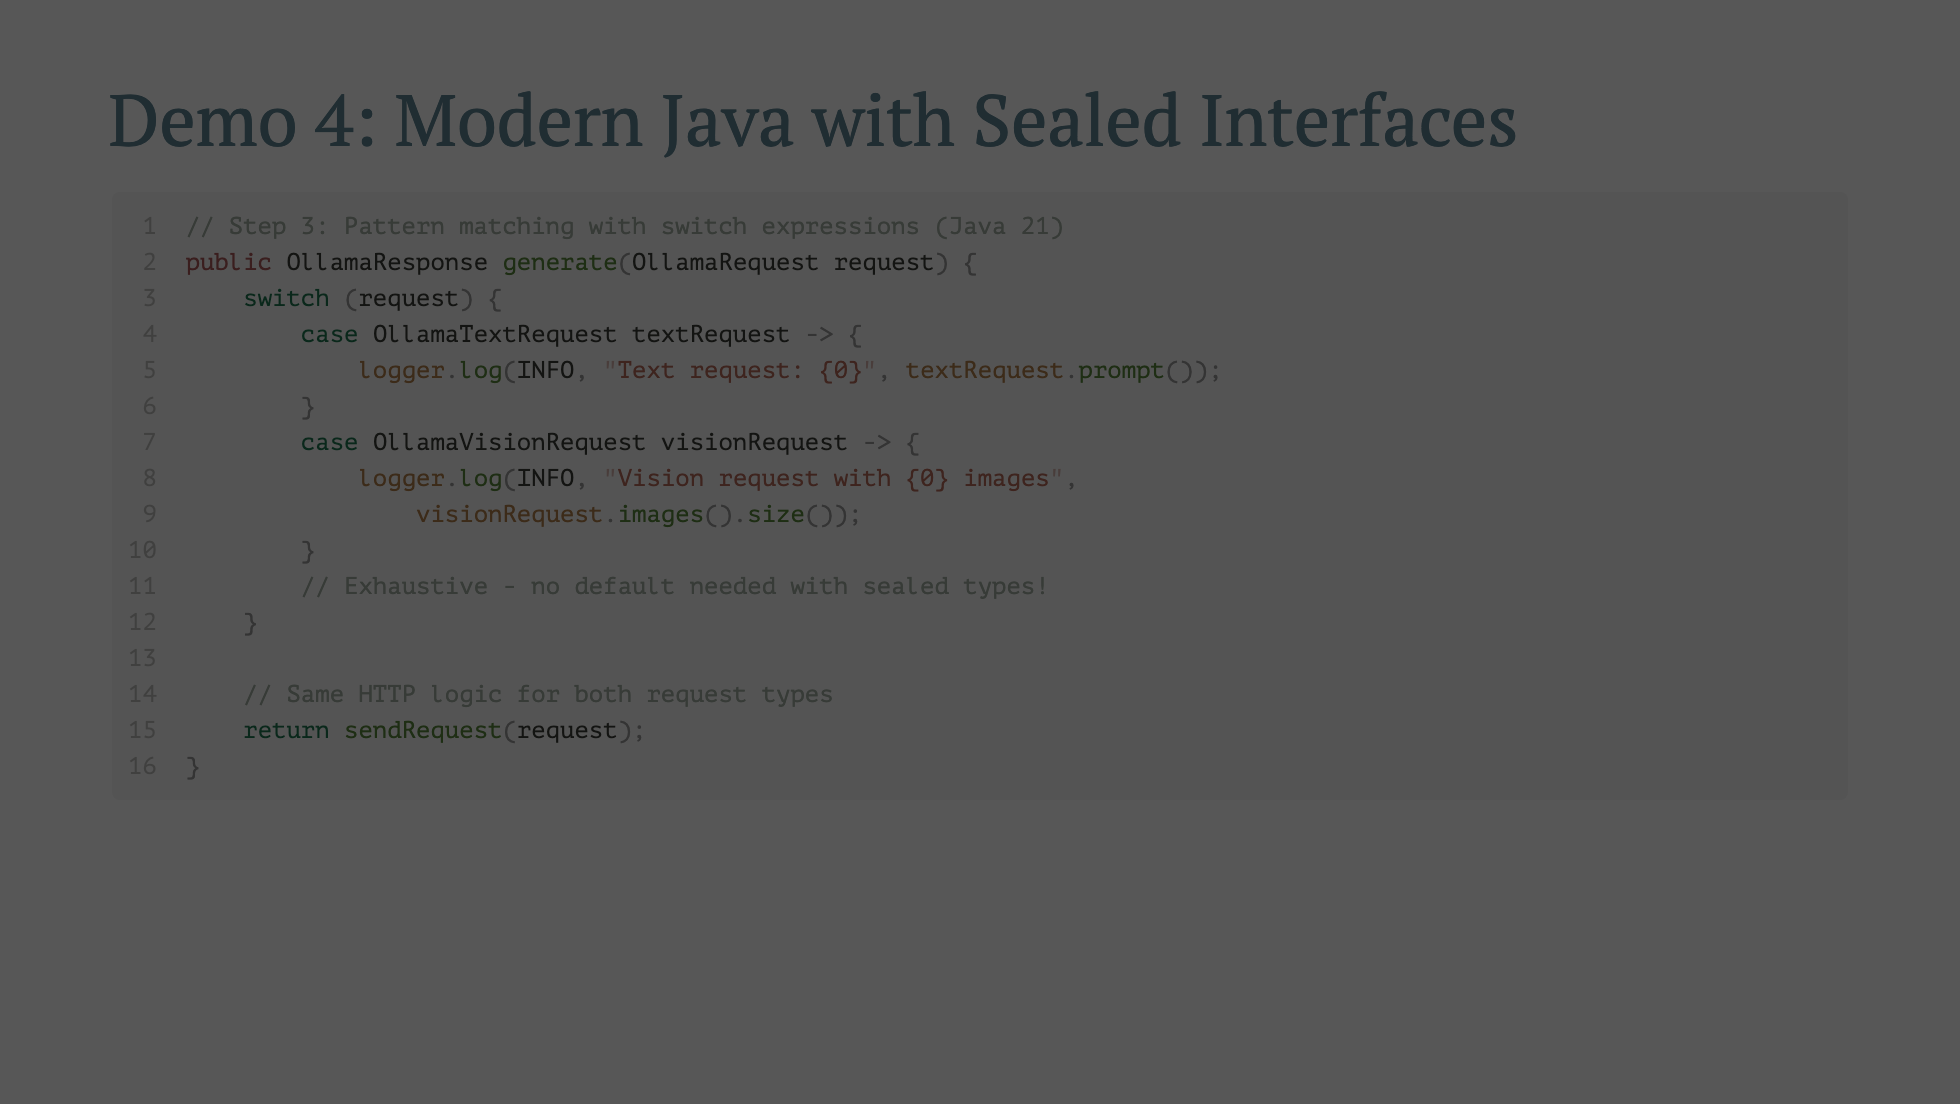 Demo 4: Modern Java with Sealed Interfaces
1 // Step 3: Pattern matching with switch expressions (Java 21)
2 public OllamaResponse generate(OllamaRequest request) {
3     switch (request) {
4         case OllamaTextRequest textRequest -> {
5             logger.log(INFO, "Text request: {0}", textRequest.prompt());
6         }
7         case OllamaVisionRequest visionRequest -> {
8             logger.log(INFO, "Vision request with {0} images",
9                 visionRequest.images().size());
10         }
11         // Exhaustive - no default needed with sealed types!
12     }
13
14     // Same HTTP logic for both request types
15     return sendRequest(request);
16 }